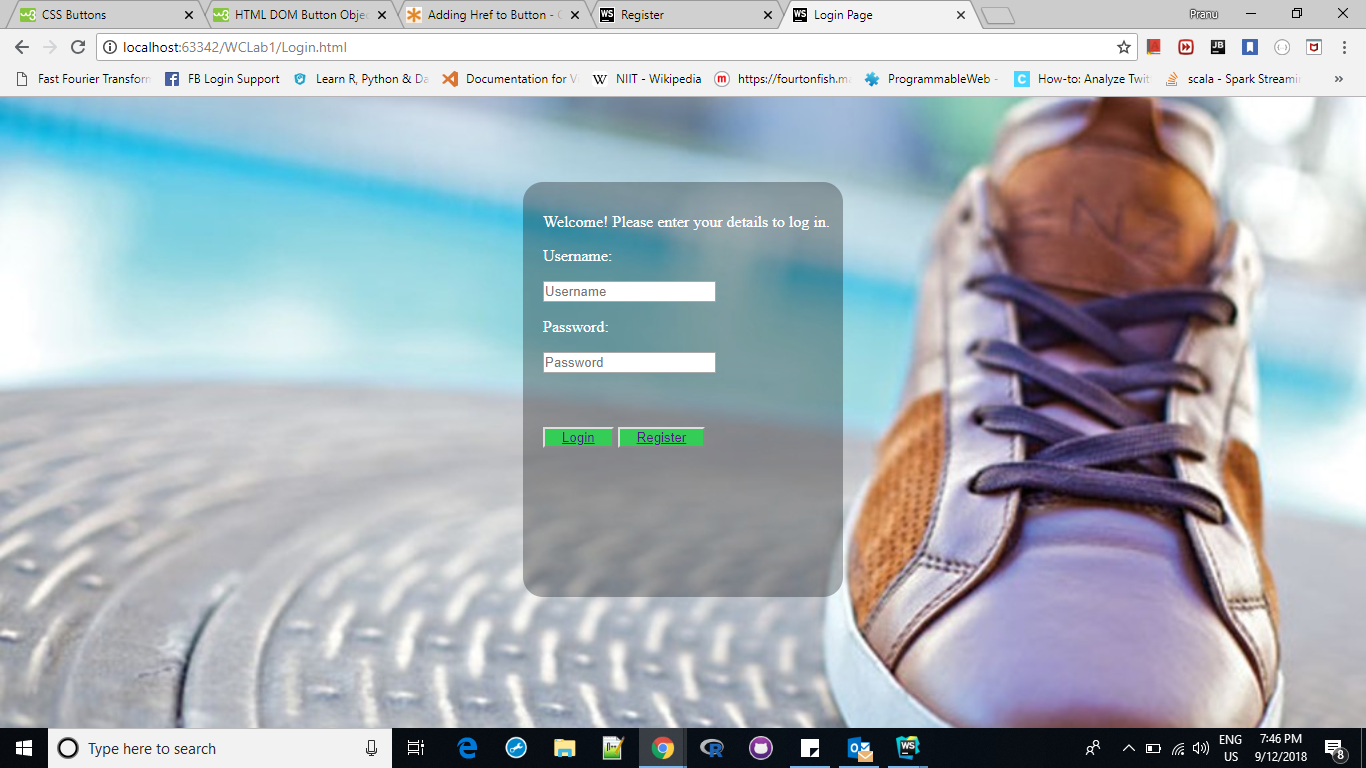 CSS Buttons
HTML DOM Button Objec
Adding Href to Button - C
WS Register
WS Login Page
Pranu
localhost:63342/WCLab1/Login.html
JB
Fast Fourier Transform
FB Login Support
Learn R, Python & Da
Documentation for V
W NIIT - Wikipedia
m https://fourtonfish.m
ProgrammableWeb -
C How-to: Analyze Twit
scala - Spark Streamin
»
Welcome! Please enter your details to log in.
Username:
Username
Password:
Password
Login Register
Type here to search
ENG
US
7:46 PM
9/12/2018
8